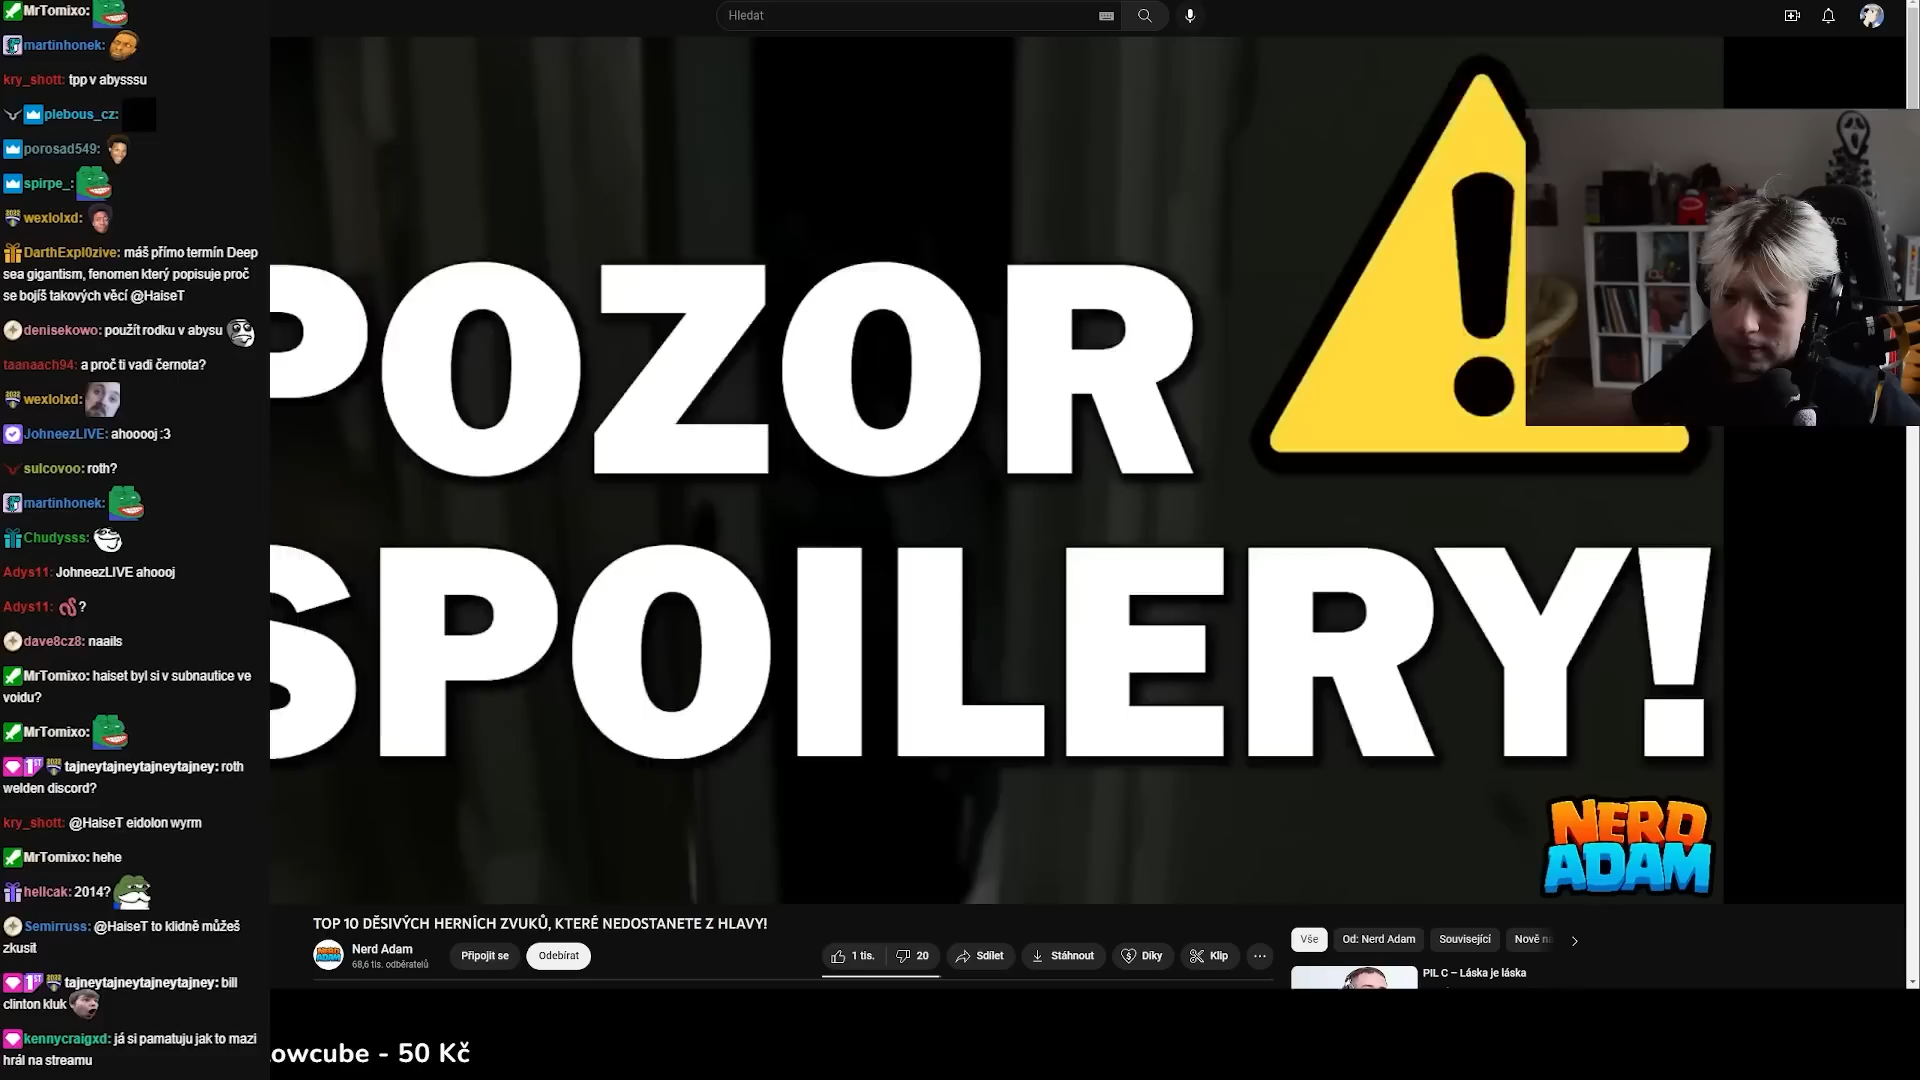 MrTomixo:
martinhonek:
kry_shott: tpp v abysssu
plebous_cz:
porosad549:
spirpe_:
wexlolxd:
DarthExpl0zive: máš přímo termín Deep
sea gigantism, fenomen který popisuje proč
se bojíš takových věcí @HaiseT
denisekowo: použít rodku v abysu
taanaach94: a proč ti vadi černota?
wexlolxd:
JohneezLIVE: ahooooj :3
sulcovoo: roth?
martinhonek:
Chudysss:
Adys11: JohneezLIVE ahoooj
Adys11: ?
dave8cz8: naails
MrTomixo: haiset byl si v subnautice ve
voidu?
MrTomixo:
tajneytajneytajneytajney: roth
welden discord?
kry_shott: @HaiseT eidolon wyrm
MrTomixo: hehe
hellcak: 2014?
Semirruss: @HaiseT to klidně můžeš
zkusit
tajneytajneytajneytajney: bill
clinton kluk
kennycraigxd: já si pamatuju jak to mazi
hrál na streamu
Hledat
POZOR
SPOILERY!
NERD
ADAM
TOP 10 DĚSIVÝCH HERNÍCH ZVUKŮ, KTERÉ NEDOSTANETE Z HLAVY!
Nerd Adam
68,6 tis. odběratelů
Připojit se
Odebírat
1 tis.
20
Sdílet
Stáhnout
Díky
Klip
Vše
Od: Nerd Adam
Související
Nově
PIL C – Láska je láska
owcube - 50 Kč